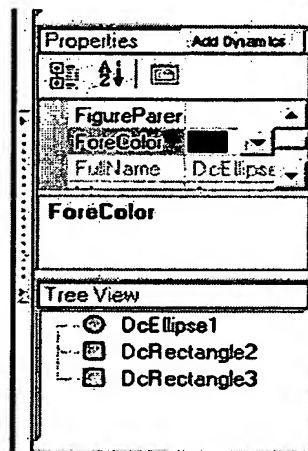 Properties Add Dynamics
FigureParer
ForeColor
FullName DcEllipse
ForeColor
Tree View
DcEllipse1
DcRectangle2
DcRectangle3